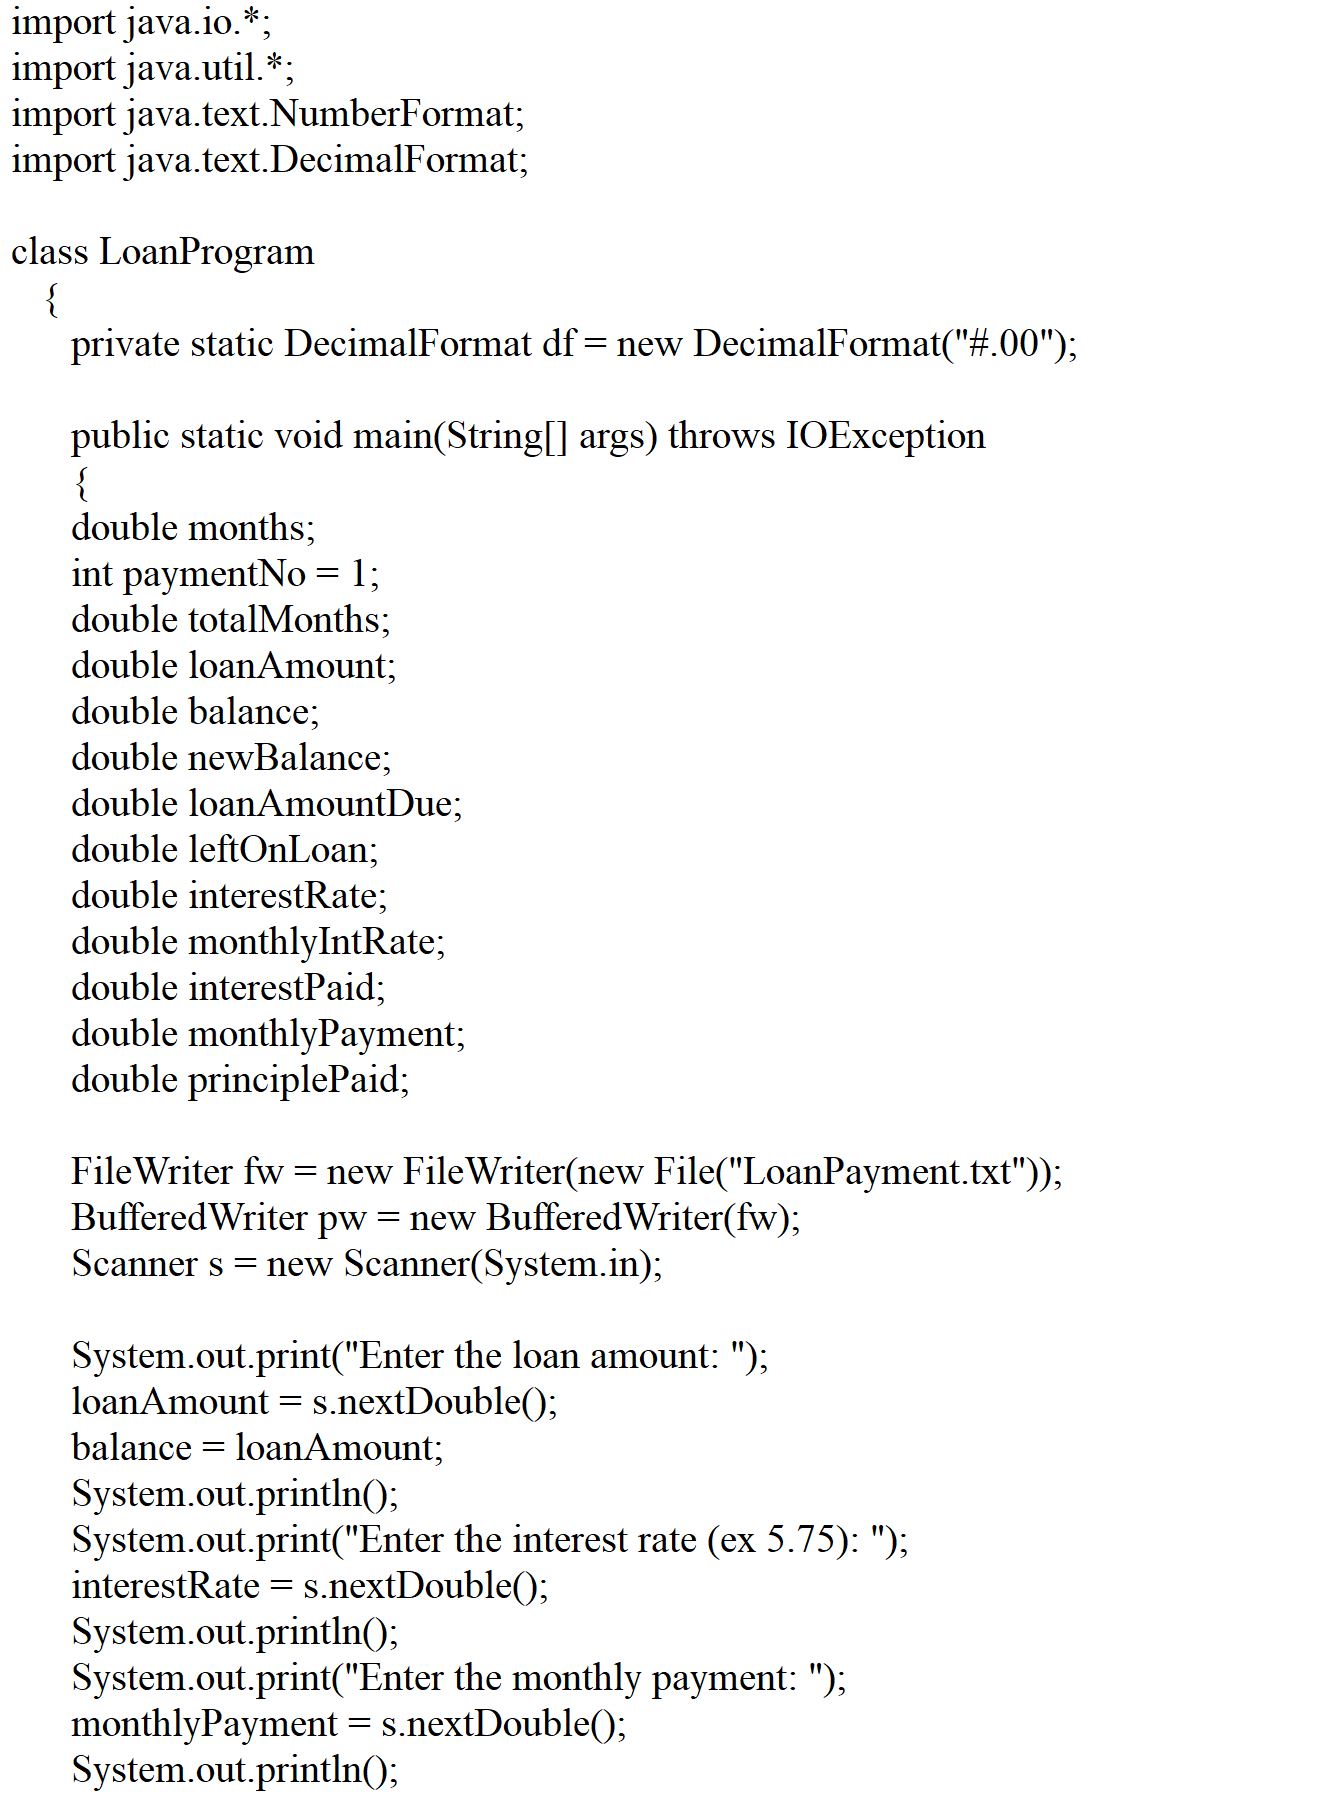 import java.io.*;
import java.util.*;
import java.text.NumberFormat;
import java.text.DecimalFormat;

class LoanProgram
{
private static DecimalFormat df = new DecimalFormat("#.00");

public static void main(String[] args) throws IOException
{
double months;
int paymentNo = 1;
double totalMonths;
double loanAmount;
double balance;
double newBalance;
double loanAmountDue;
double leftOnLoan;
double interestRate;
double monthlyIntRate;
double interestPaid;
double monthlyPayment;
double principlePaid;

FileWriter fw = new FileWriter(new File("LoanPayment.txt"));
BufferedWriter pw = new BufferedWriter(fw);
Scanner s = new Scanner(System.in);

System.out.print("Enter the loan amount: ");
loanAmount = s.nextDouble();
balance = loanAmount;
System.out.println();
System.out.print("Enter the interest rate (ex 5.75): ");
interestRate = s.nextDouble();
System.out.println();
System.out.print("Enter the monthly payment: ");
monthlyPayment = s.nextDouble();
System.out.println();